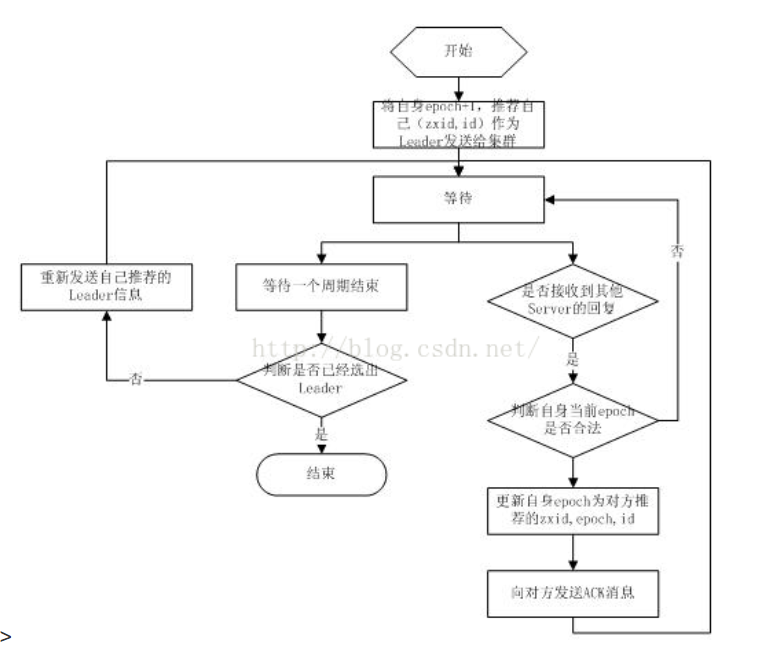 开始
将自身epoch+1，推荐自
己（zxid,id）作为
Leader发送给集群
等待
否
重新发送自己推荐的
Leader信息
等待一个周期结束
是否接收到其他
Server的回复
http://blog.csdn.net/
是
判断是否已经选出
Leader
否
判断自身当前epoch
是否合法
是
结束
更新自身epoch为对方推
荐的zxid,epoch,id
向对方发送ACK消息
>